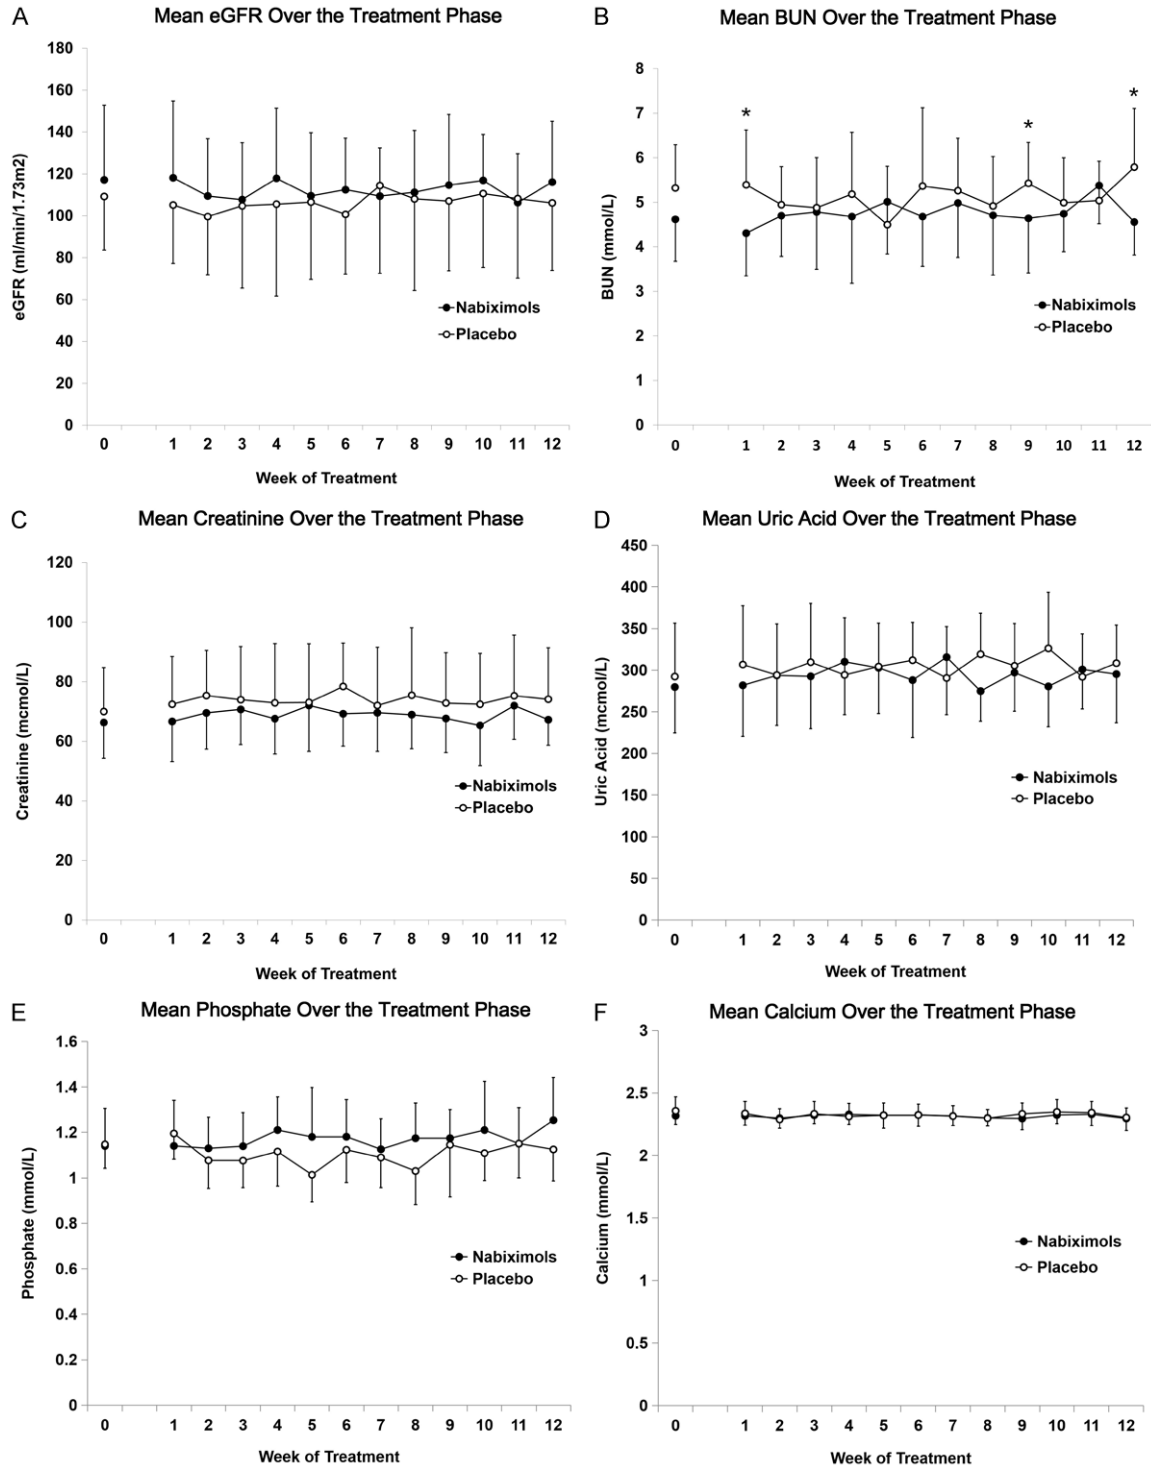 A
Mean eGFR Over the Treatment Phase
180
160
140
120
100
80
60
40
20
0
eGFR (ml/min/1.73m2)
Nabiximols
Placebo
0 1 2 3 4 5 6 7 8 9 10 11 12
Week of Treatment
B
Mean BUN Over the Treatment Phase
8
7
6
5
4
3
2
1
0
BUN (mmol/L)
* * *
Nabiximols
Placebo
0 1 2 3 4 5 6 7 8 9 10 11 12
Week of Treatment
C
Mean Creatinine Over the Treatment Phase
120
100
80
60
40
20
0
Creatinine (mcmol/L)
Nabiximols
Placebo
0 1 2 3 4 5 6 7 8 9 10 11 12
Week of Treatment
D
Mean Uric Acid Over the Treatment Phase
450
400
350
300
250
200
150
100
50
0
Uric Acid (mcmol/L)
Nabiximols
Placebo
0 1 2 3 4 5 6 7 8 9 10 11 12
Week of Treatment
E
Mean Phosphate Over the Treatment Phase
1.6
1.4
1.2
1
0.8
0.6
0.4
0.2
0
Phosphate (mmol/L)
Nabiximols
Placebo
0 1 2 3 4 5 6 7 8 9 10 11 12
Week of Treatment
F
Mean Calcium Over the Treatment Phase
3
2.5
2
1.5
1
0.5
0
Calcium (mmol/L)
Nabiximols
Placebo
0 1 2 3 4 5 6 7 8 9 10 11 12
Week of Treatment